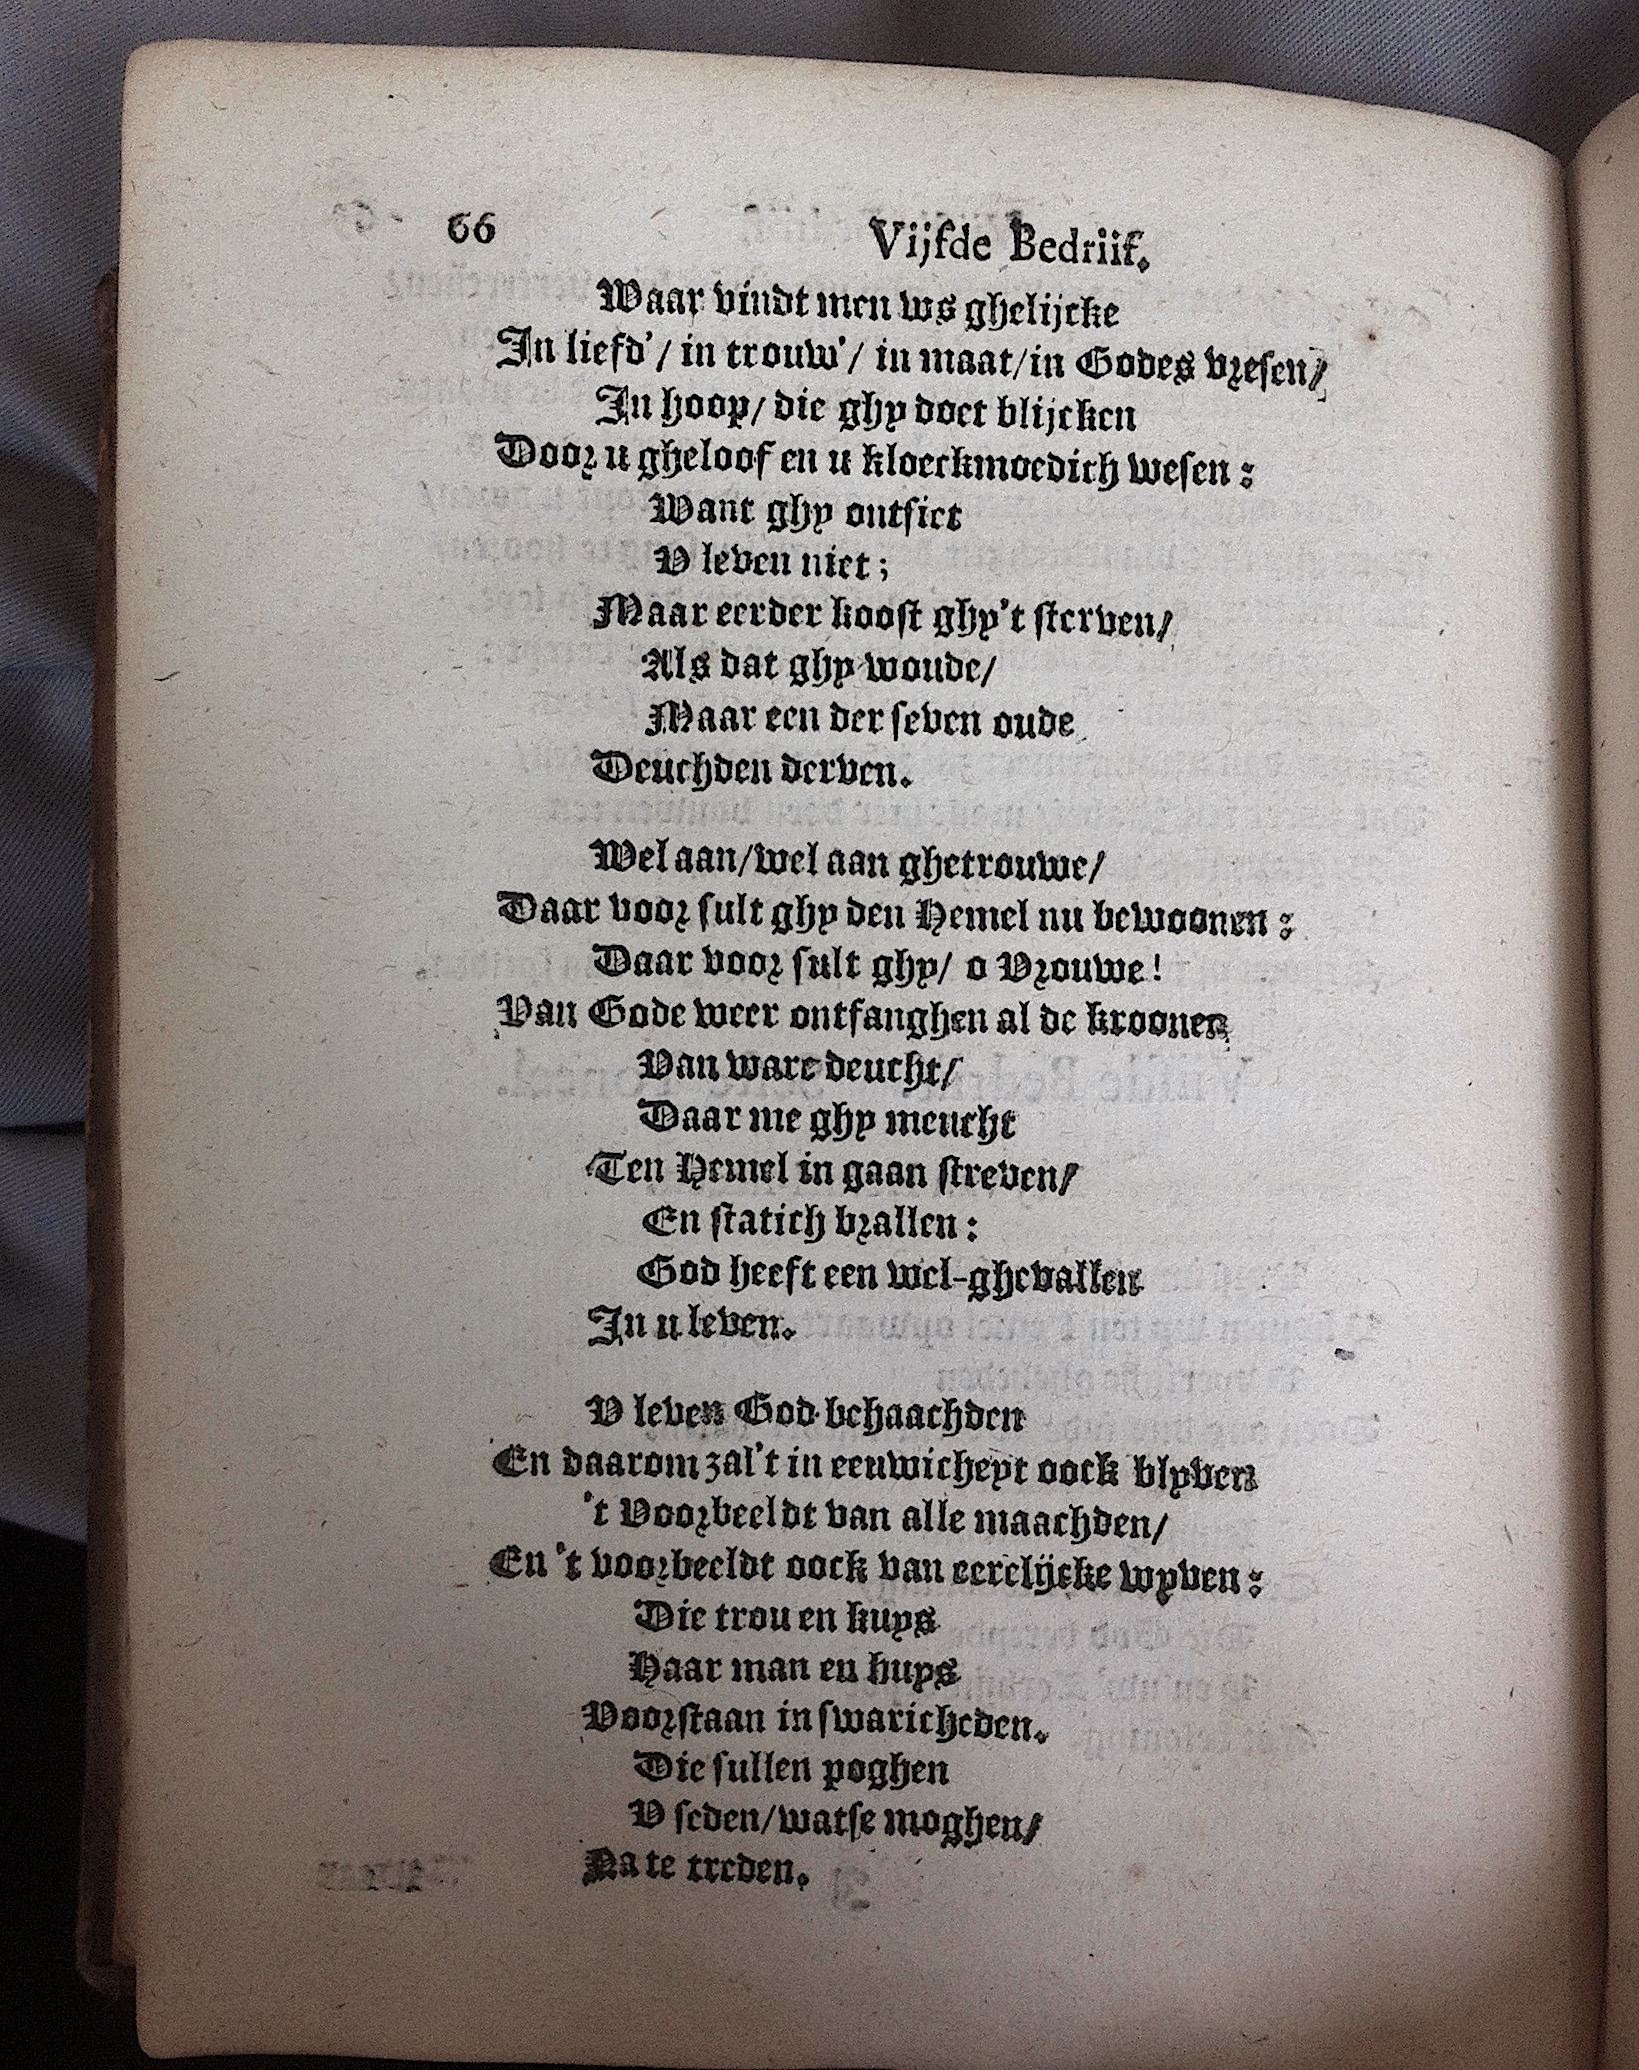 66 Vijfde Bedriif.
Waar vindt men ws ghelijcke
In liefd'/ in trouw'/ in maat/in Godes vresen/
In hoop/ die ghy doet blijcken
Door u gheloof en u kloeckmoedich wesen:
Want ghy ontsiet
V leven niet;
Maar eerder koost ghy't sterven/
Als dat ghy woude/
Maar een der seven oude
Deuchden derven.
Wel aan/wel aan ghetrouwe/
Daar voor sult ghy den Hemel nu bewoonen:
Daar voor sult ghy/ o Vrouwe!
Van Gode weer ontfanghen al de kroonen
Van ware deucht/
Daar me ghy meucht
Ten Hemel in gaan streven/
En statich brallen:
God heeft een wel-ghevallen
In u leven.
V leven God behaachden
En daarom zal't in eeuwicheyt oock blyven
't Voorbeeldt van alle maachden/
En 't voorbeeldt oock van eerelijcke wyven:
Die trou en kuys
Haar man en huys
Voorstaan in swaricheden.
Die sullen poghen
V seden/watse moghen/
Na te treden.